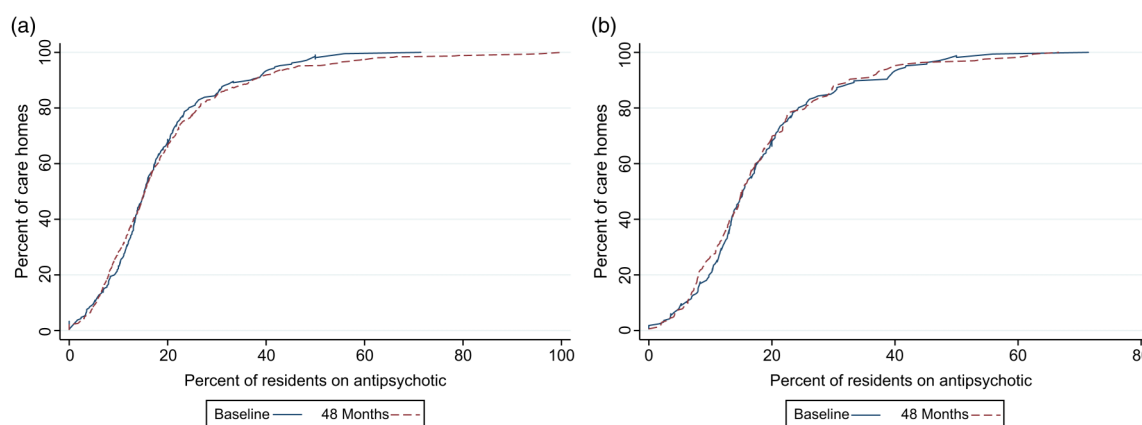 (a)
Percent of care homes
0 20 40 60 80 100
0 20 40 60 80 100
Percent of residents on antipsychotic
Baseline 48 Months
(b)
Percent of care homes
0 20 40 60 80 100
0 20 40 60
Percent of residents on antipsychotic
Baseline 48 Months